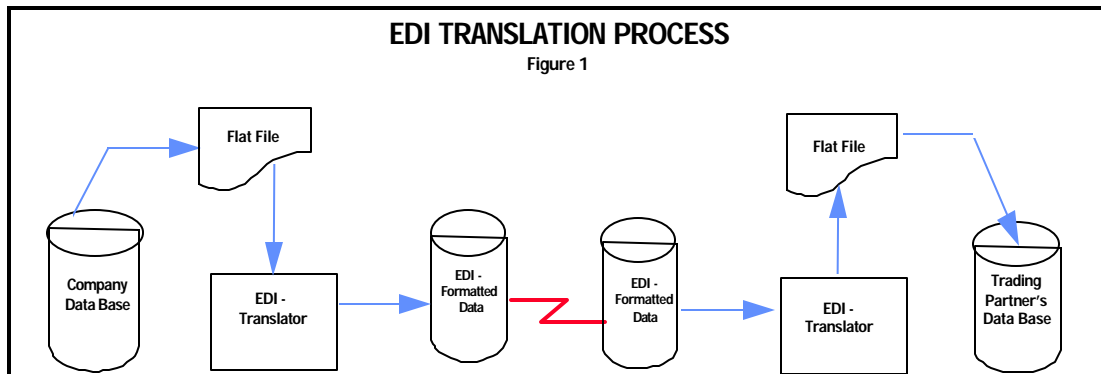 EDI TRANSLATION PROCESS
Figure 1
Flat File
Flat File
Company
Data Base
EDI -
Translator
EDI -
Formatted
Data
EDI -
Formatted
Data
EDI -
Translator
Trading
Partner's
Data Base